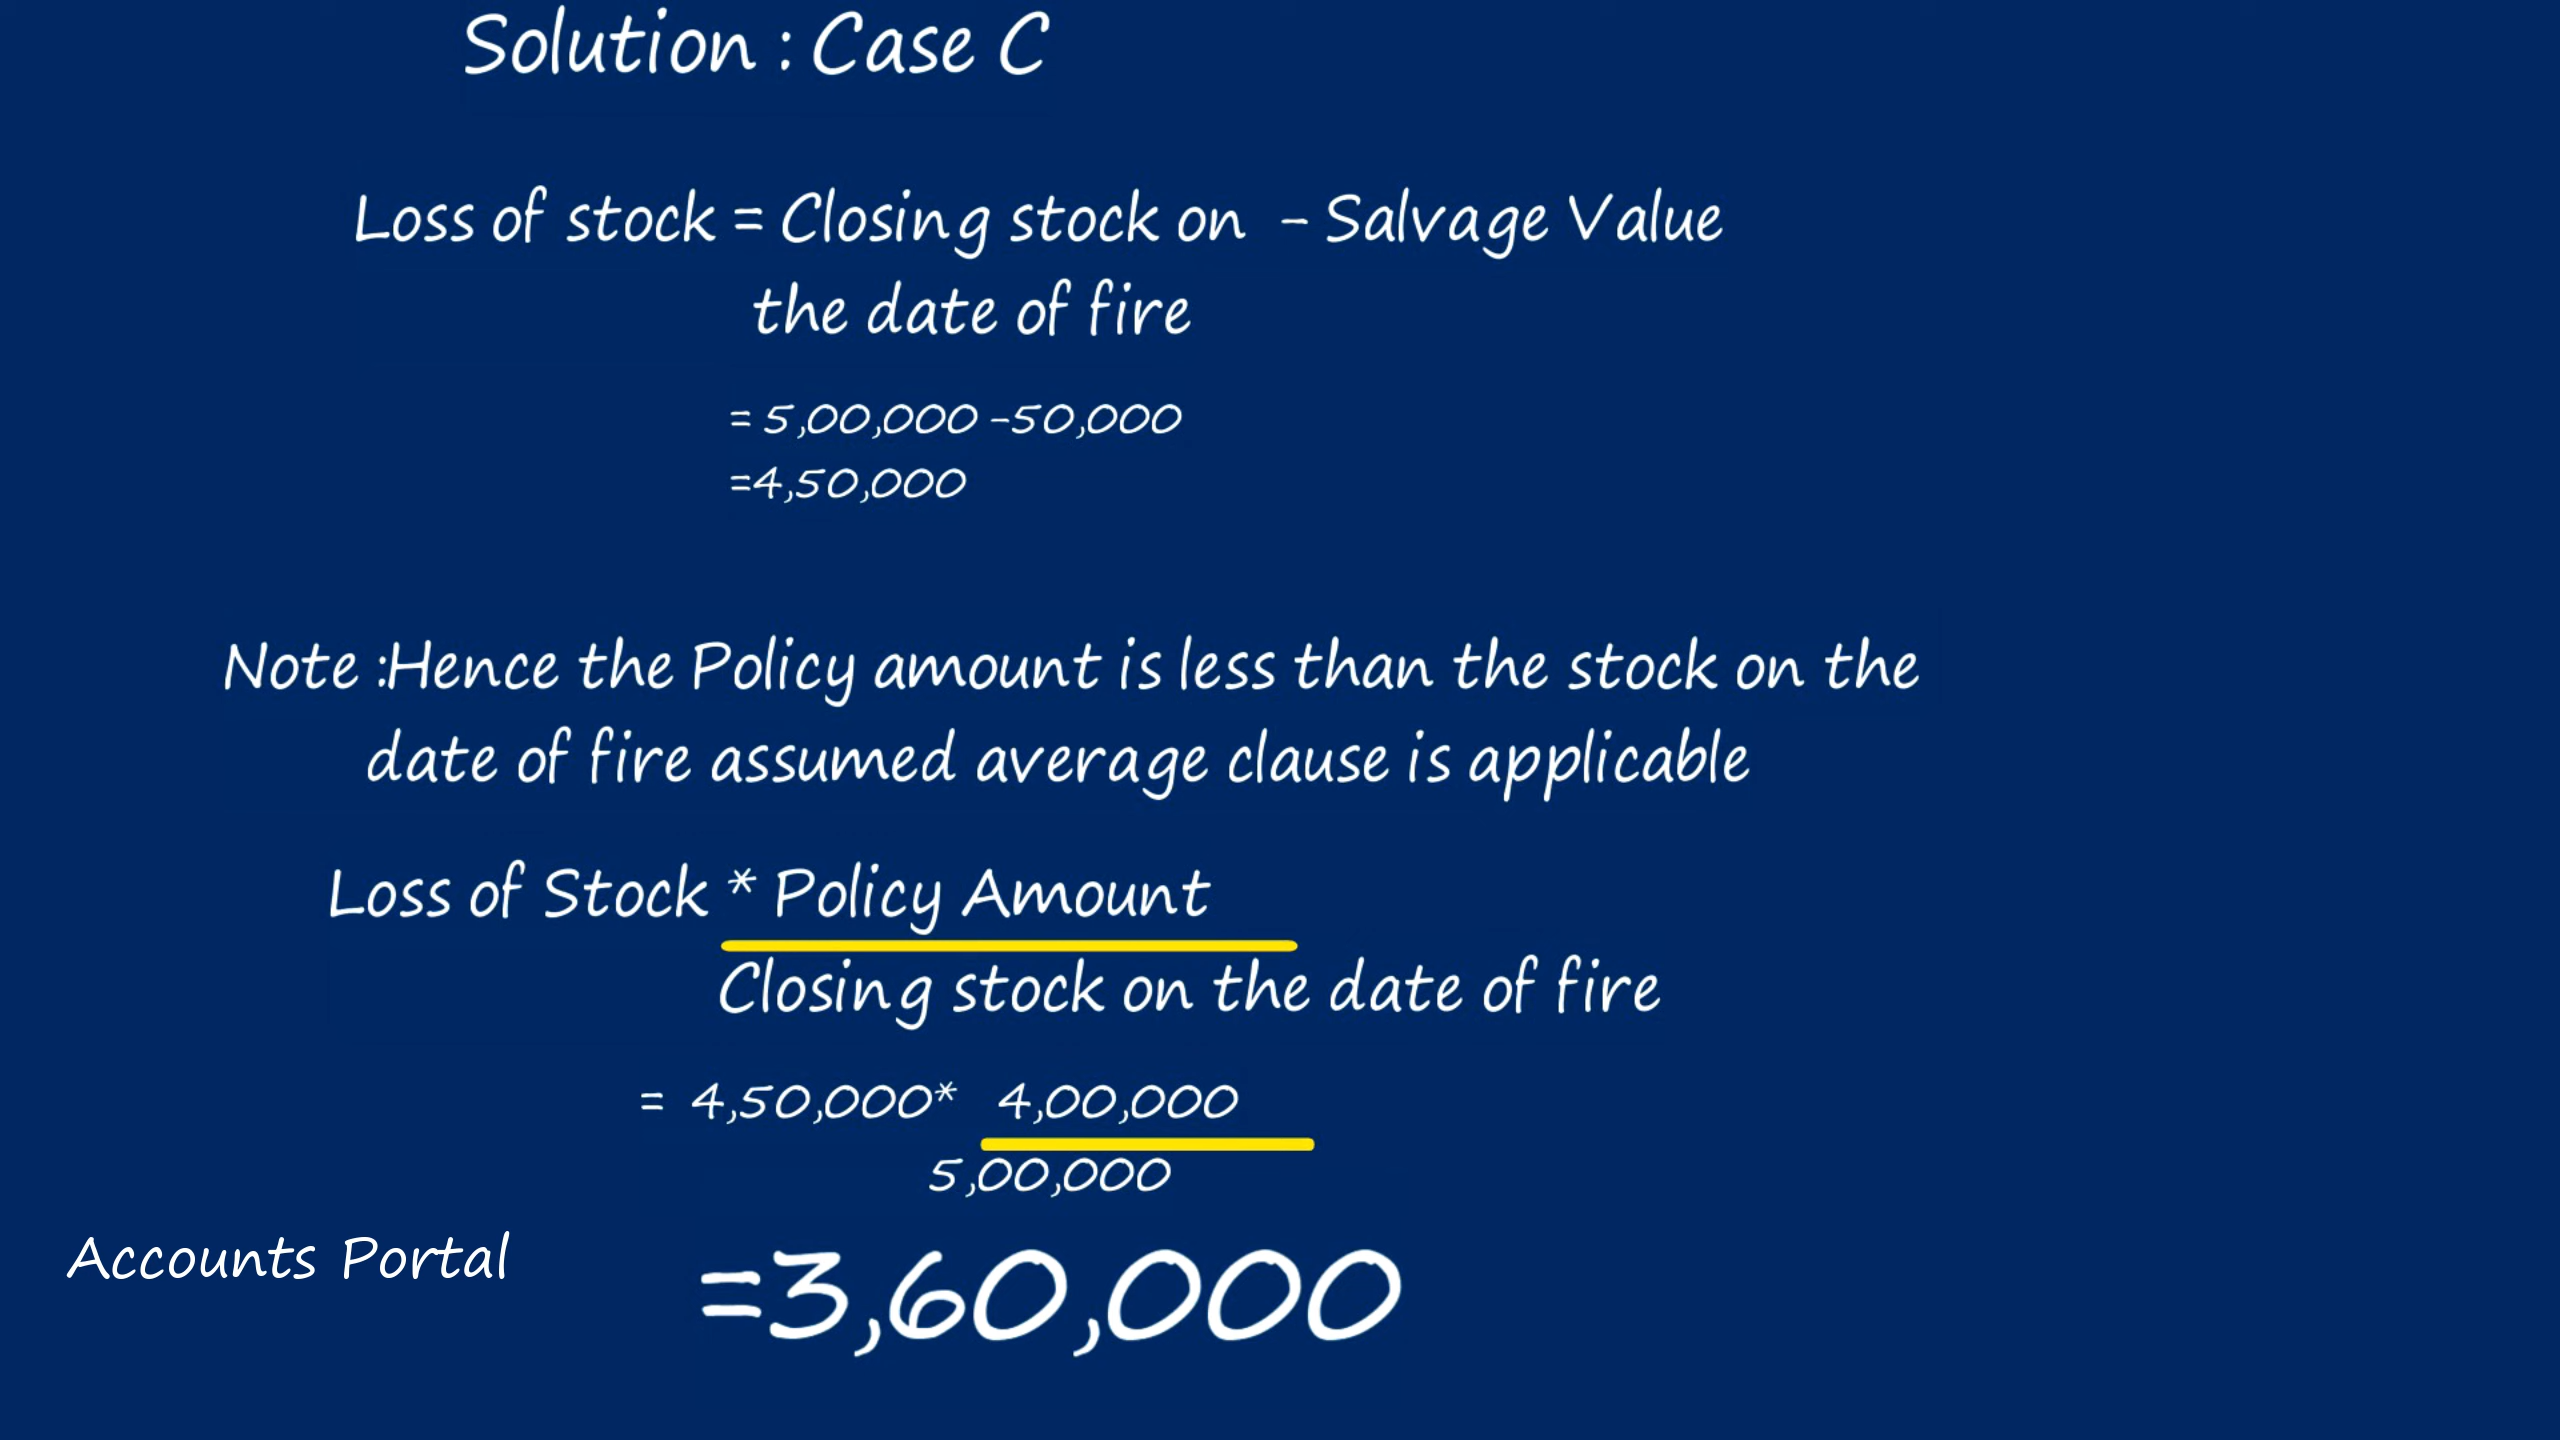 Solution : Case C
Loss of stock = Closing stock on - Salvage Value
the date of fire
= 5,00,000 -50,000
=4,50,000
Note :Hence the Policy amount is less than the stock on the
date of fire assumed average clause is applicable
Loss of Stock * Policy Amount
Closing stock on the date of fire
= 4,50,000* 4,00,000
5,00,000
Accounts Portal
=3,60,000